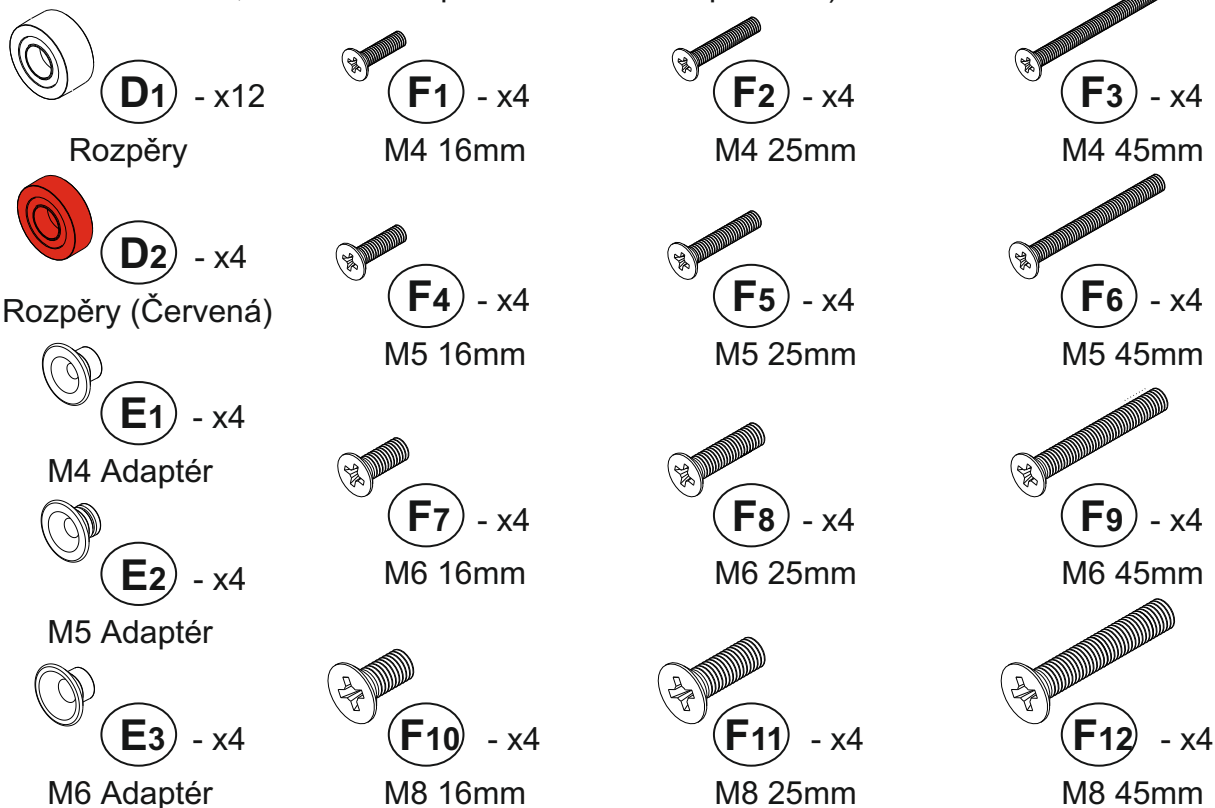 D1 - x12
Rozpěry
F1 - x4
M4 16mm
F2 - x4
M4 25mm
F3 - x4
M4 45mm
D2 - x4
Rozpěry (Červená)
F4 - x4
M5 16mm
F5 - x4
M5 25mm
F6 - x4
M5 45mm
E1 - x4
M4 Adaptér
F7 - x4
M6 16mm
F8 - x4
M6 25mm
F9 - x4
M6 45mm
E2 - x4
M5 Adaptér
E3 - x4
M6 Adaptér
F10 - x4
M8 16mm
F11 - x4
M8 25mm
F12 - x4
M8 45mm